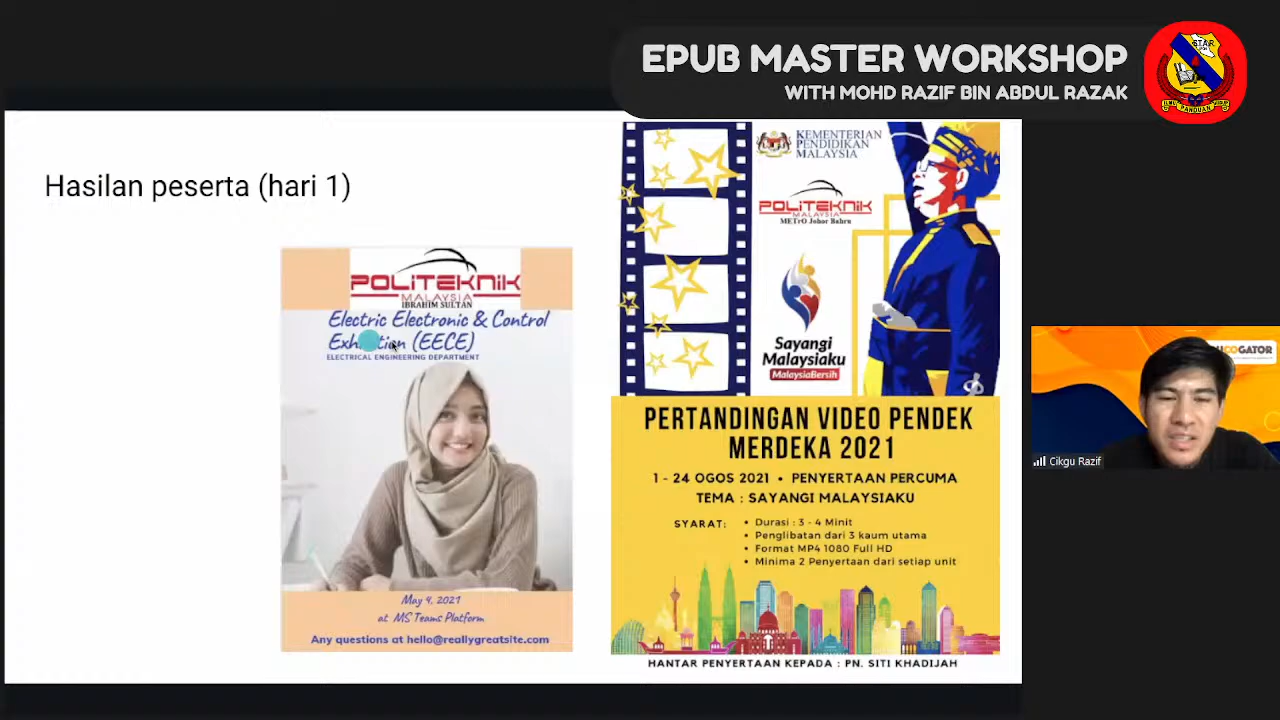 EPUB MASTER WORKSHOP
WITH MOHD RAZIF BIN ABDUL RAZAK
STAR
Hasilan peserta (hari 1)
POLITEKNIK
MALAYSIA
IBRAHIM SULTAN
Electric Electronic & Control
(EECE)
ELECTRICAL ENGINEERING DEPARTMENT
May 4, 2021
at MS Teams Platform
Any questions at hello@reallygreatsite.com
KEMENTERIAN
PENDIDIKAN
MALAYSIA
POLITEKNIK
MALAYSIA
METrO Johor Bahru
Sayangi
Malaysiaku
MalaysiaBersih
PERTANDINGAN VIDEO PENDEK
MERDEKA 2021
1 - 24 OGOS 2021 • PENYERTAAN PERCUMA
TEMA : SAYANGI MALAYSIAKU
SYARAT:
• Durasi : 3 - 4 Minit
• Penglibatan dari 3 kaum utama
• Format MP4 1080 Full HD
• Minima 2 Penyertaan dari setiap unit
HANTAR PENYERTAAN KEPADA : PN. SITI KHADIJAH
Cikgu Razif